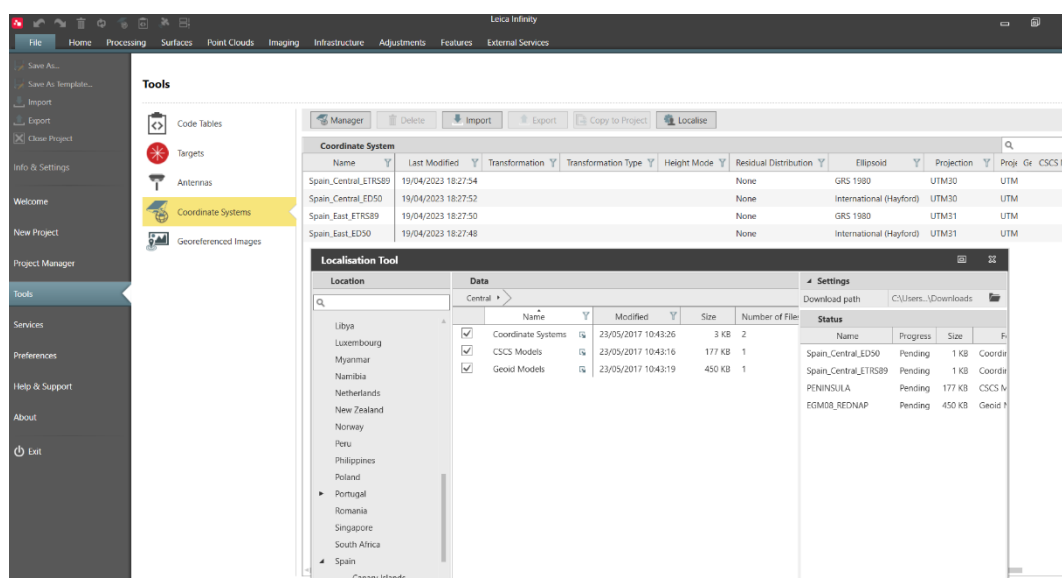 Leica Infinity
File Home Processing Surfaces Point Clouds Imaging Infrastructure Adjustments Features External Services
Save As...
Save As Template...
Import
Export
Close Project
Info & Settings
Welcome
New Project
Project Manager
Tools
Services
Preferences
Help & Support
About
Exit
Tools
Code Tables
Targets
Antennas
Coordinate Systems
Georeferenced Images
Manager Delete Import Export Copy to Project Localise
Coordinate System
Name Last Modified Transformation Transformation Type Height Mode Residual Distribution Ellipsoid Projection Proje Ge CSCS
Spain_Central_ETRS89 19/04/2023 18:27:54 None GRS 1980 UTM30 UTM
Spain_Central_ED50 19/04/2023 18:27:52 None International (Hayford) UTM30 UTM
Spain_East_ETRS89 19/04/2023 18:27:50 None GRS 1980 UTM31 UTM
Spain_East_ED50 19/04/2023 18:27:48 None International (Hayford) UTM31 UTM
Localisation Tool
Location
Libya
Luxembourg
Myanmar
Namibia
Netherlands
New Zealand
Norway
Peru
Philippines
Poland
Portugal
Romania
Singapore
South Africa
Spain
Canary Islands
Data
Central
Name Modified Size Number of Files
Coordinate Systems 23/05/2017 10:43:26 3 KB 2
CSCS Models 23/05/2017 10:43:16 177 KB 1
Geoid Models 23/05/2017 10:43:19 450 KB 1
Settings
Download path C:\Users...\Downloads
Status
Name Progress Size
Spain_Central_ED50 Pending 1 KB Coordin
Spain_Central_ETRS89 Pending 1 KB Coordin
PENINSULA Pending 177 KB CSCS M
EGM08_REDNAP Pending 450 KB Geoid M